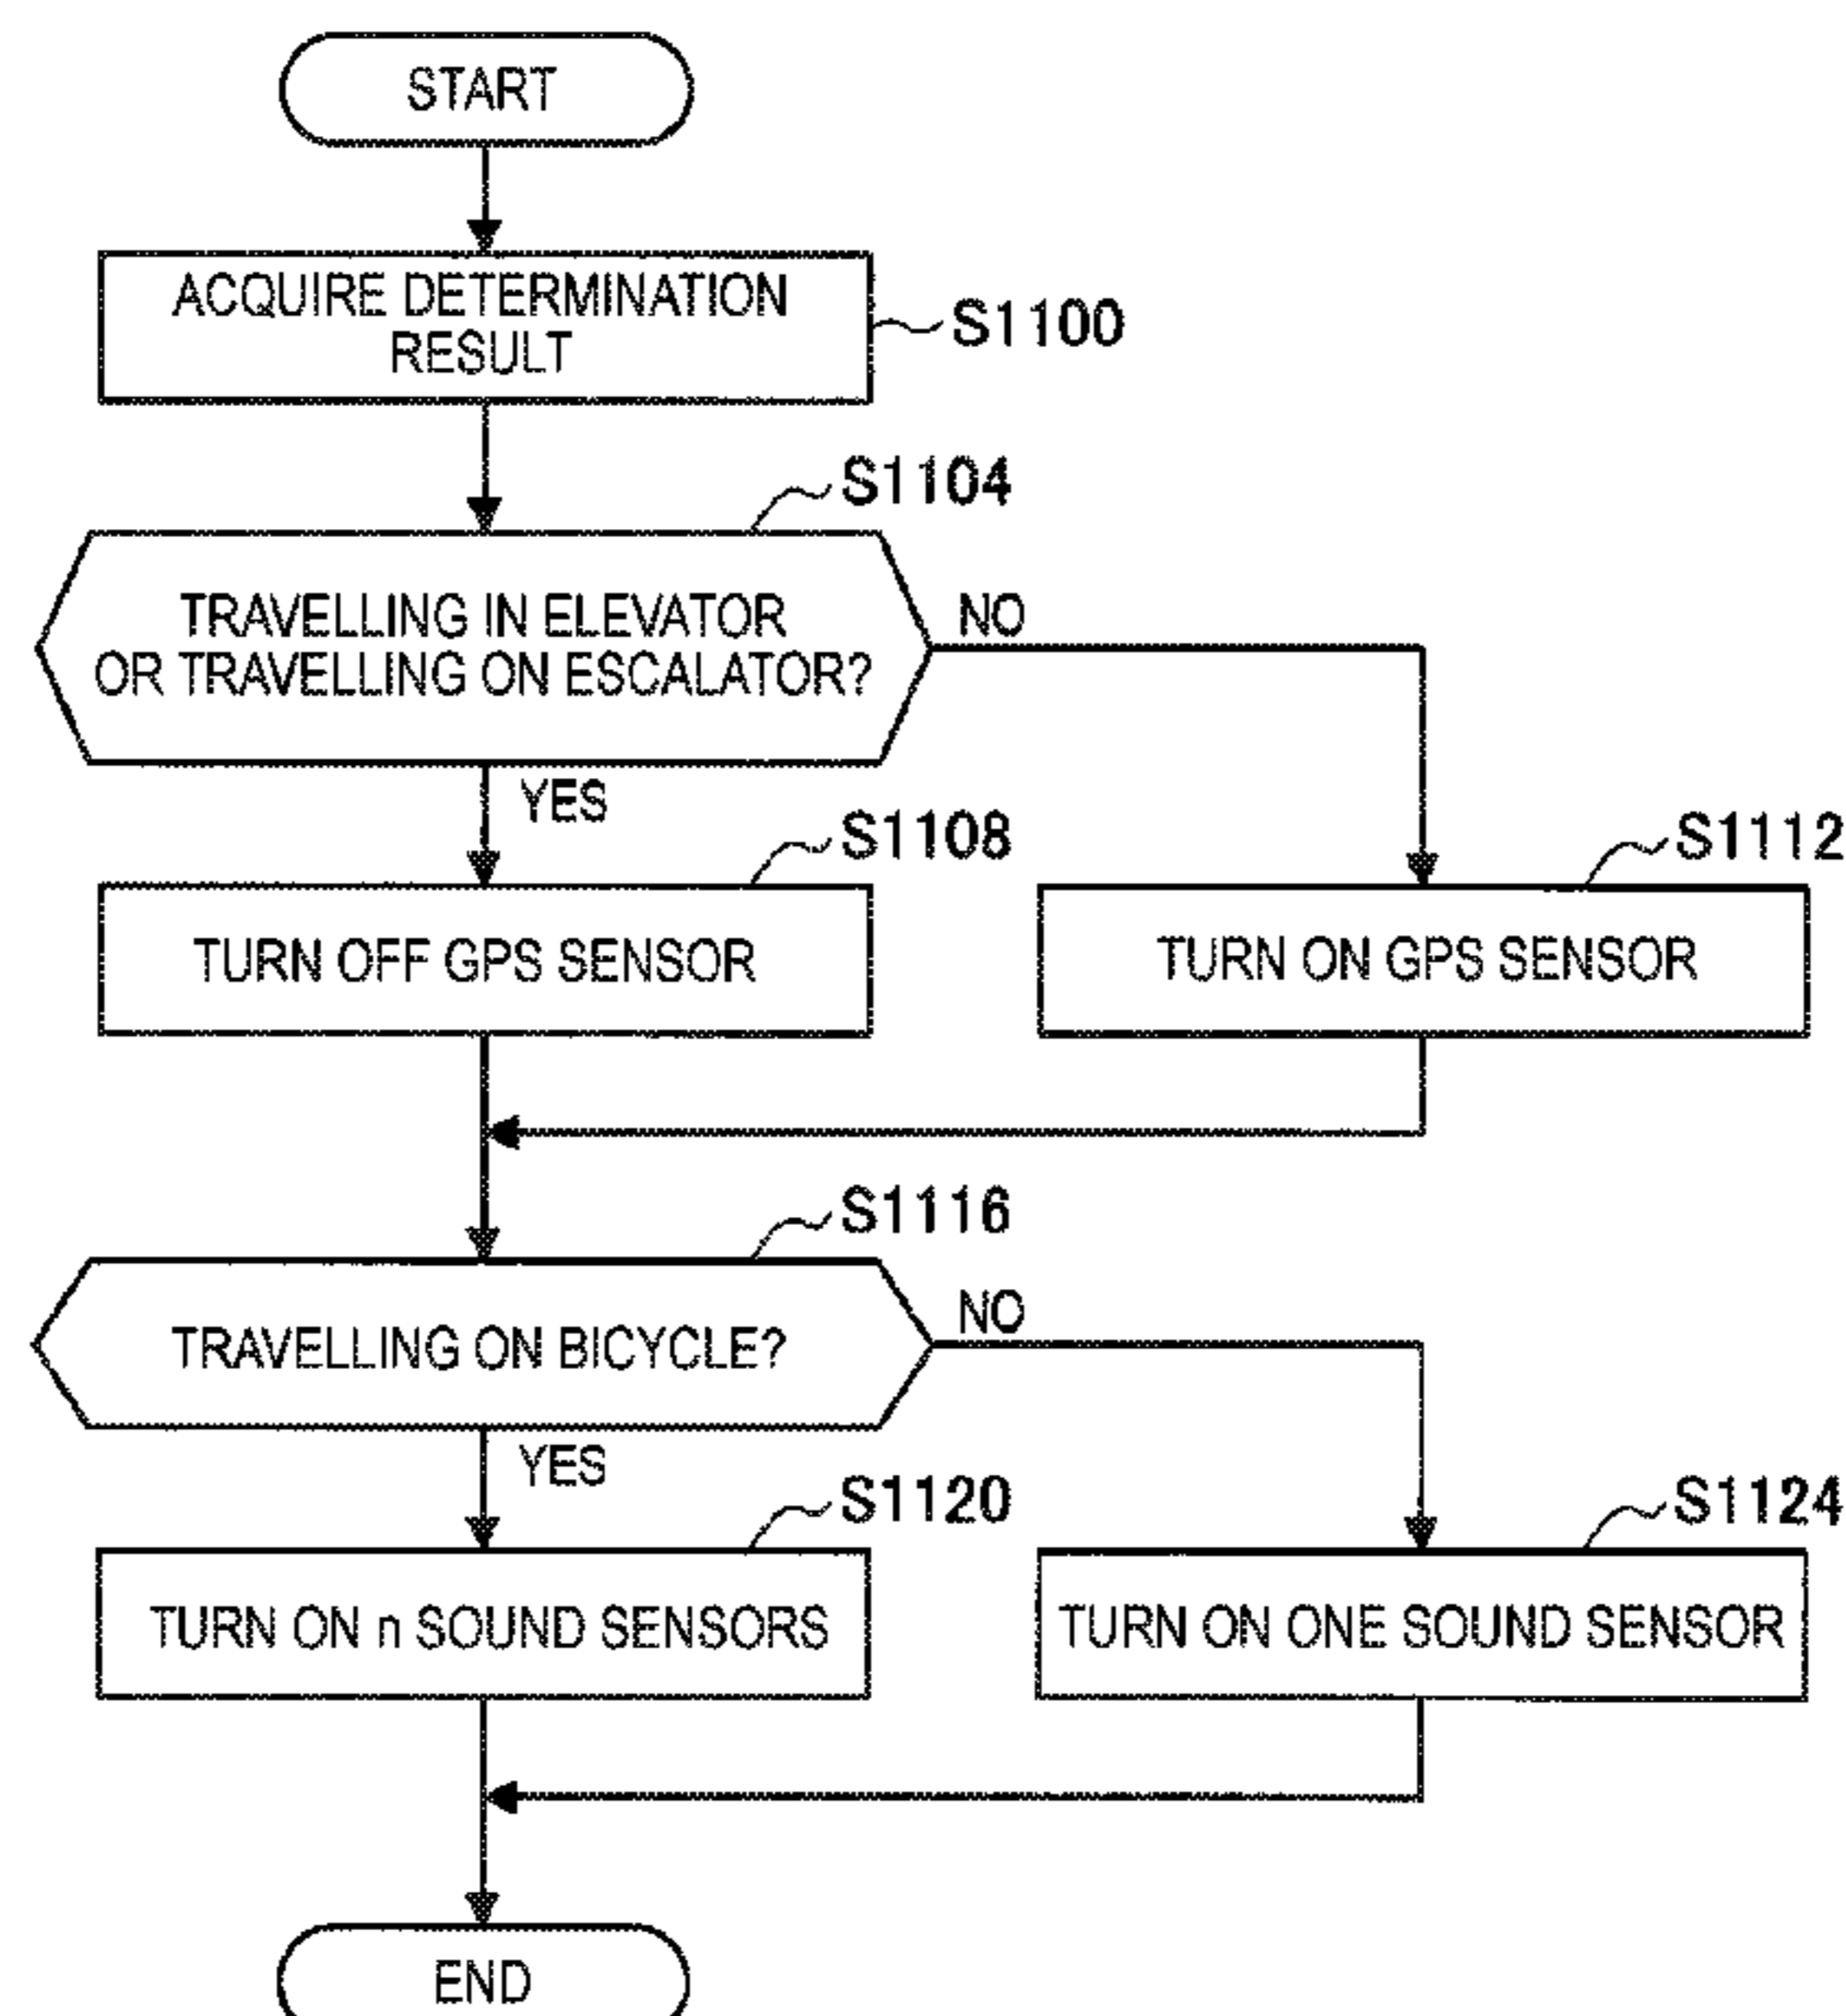 START
ACQUIRE DETERMINATION
RESULT
S1100
S1104
TRAVELLING IN ELEVATOR
OR TRAVELLING ON ESCALATOR?
NO
YES
S1108
S1112
TURN OFF GPS SENSOR
TURN ON GPS SENSOR
S1116
TRAVELLING ON BICYCLE?
NO
YES
S1120
S1124
TURN ON n SOUND SENSORS
TURN ON ONE SOUND SENSOR
END